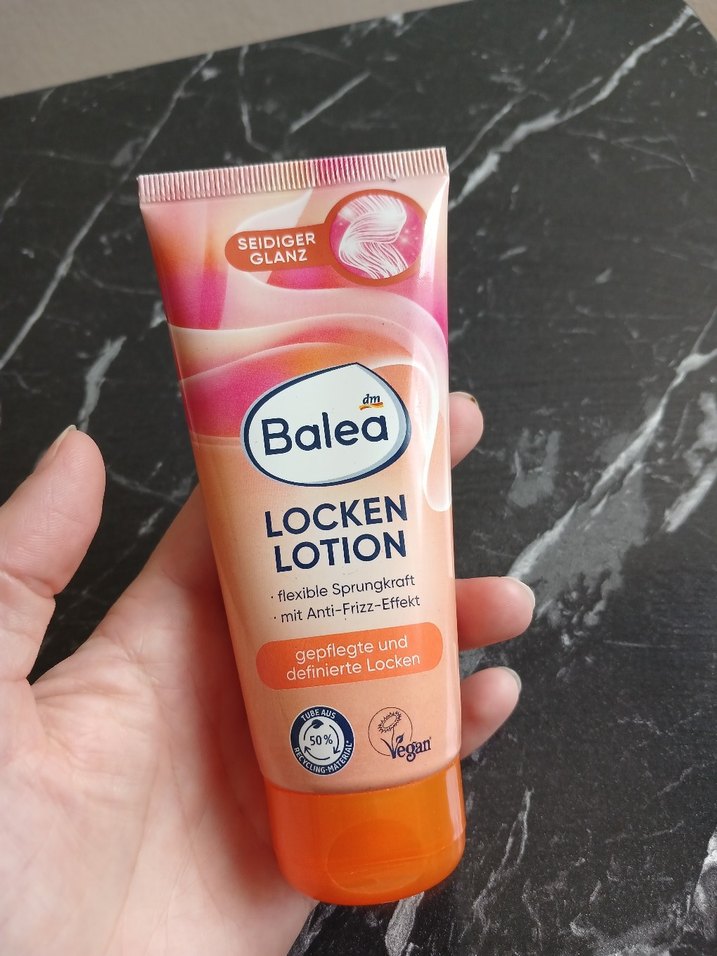 SEIDIGER
GLANZ
dm
Balea
LOCKEN
LOTION
· flexible Sprungkraft
· mit Anti-Frizz-Effekt
gepflegte und
definierte Locken
TUBE AUS
50 %
RECYCLING-MATERIAL*
Vegan